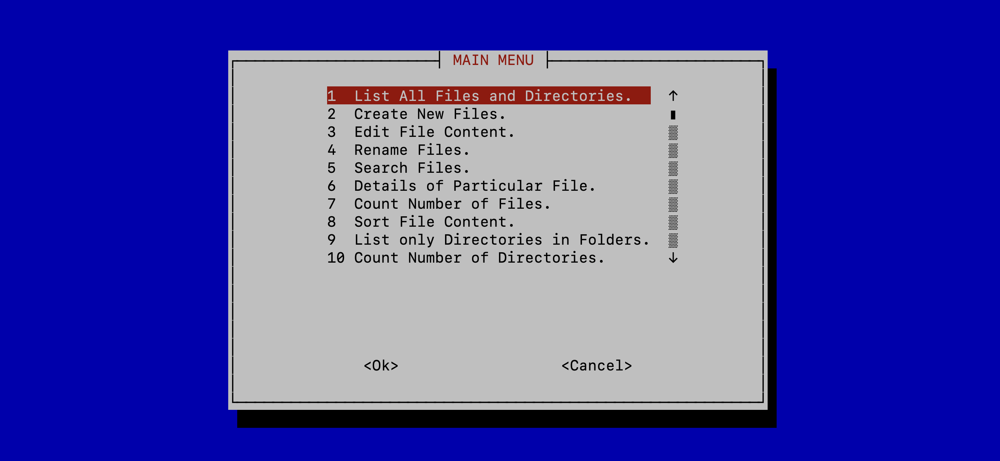 MAIN MENU
1 List All Files and Directories. ↑
2 Create New Files.
3 Edit File Content.
4 Rename Files.
5 Search Files.
6 Details of Particular File.
7 Count Number of Files.
8 Sort File Content.
9 List only Directories in Folders.
10 Count Number of Directories. ↓
<Ok> <Cancel>